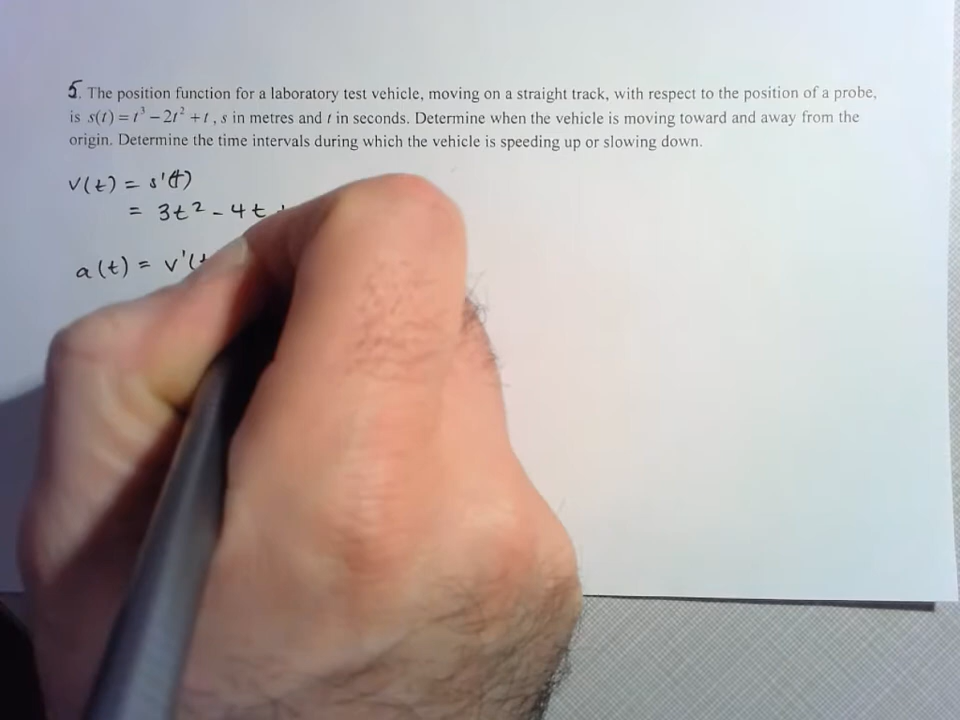 5. The position function for a laboratory test vehicle, moving on a straight track, with respect to the position of a probe,
is s(t) = t³ – 2t² + t, s in metres and t in seconds. Determine when the vehicle is moving toward and away from the
origin. Determine the time intervals during which the vehicle is speeding up or slowing down.
v(t) = s'(t)
= 3t² - 4t
a(t) = v'(t